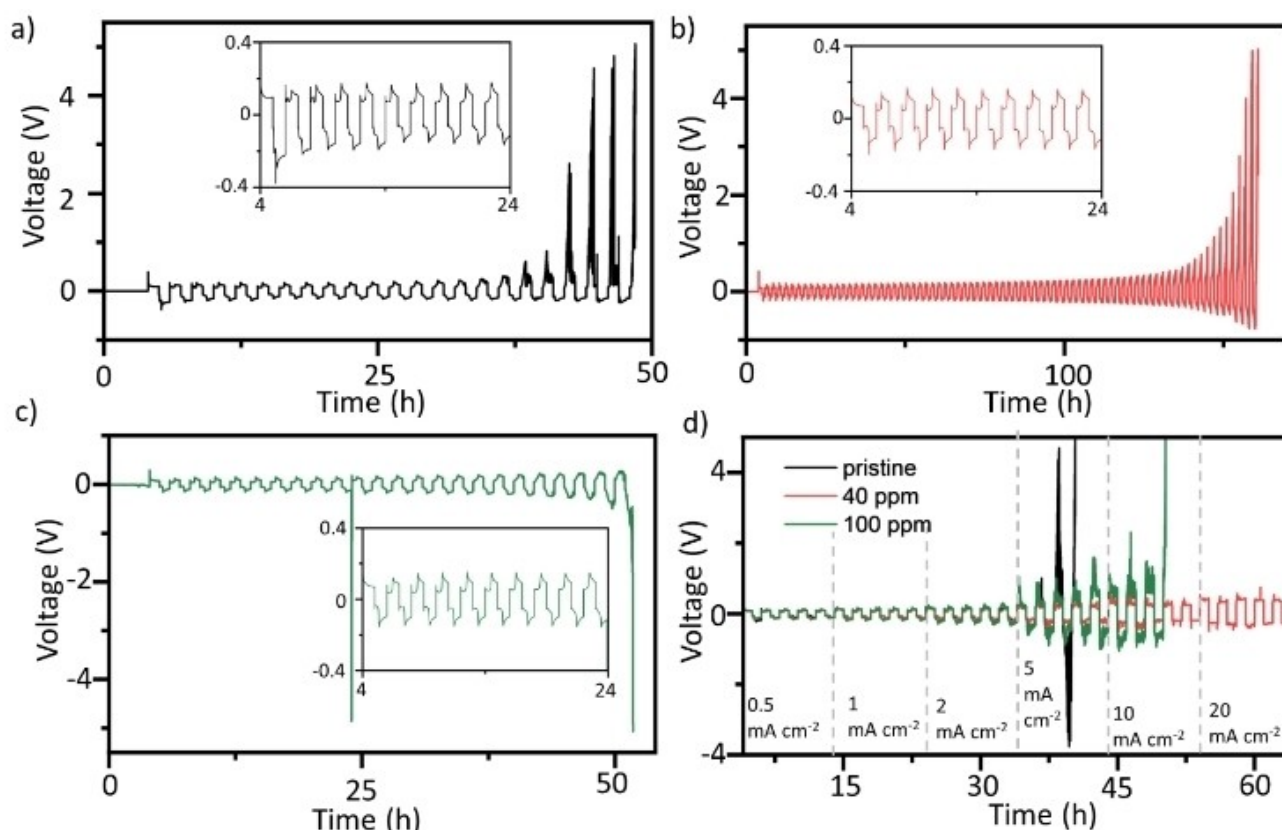 a)
Voltage (V)
4
2
0
0
25
50
Time (h)
0.4
0
-0.4
4
24
b)
Voltage (V)
4
2
0
0
100
Time (h)
0.4
0
-0.4
4
24
c)
Voltage (V)
0
-2
-4
0
25
50
Time (h)
0.4
0
-0.4
4
24
d)
Voltage (V)
4
0
-4
pristine
40 ppm
100 ppm
0.5
mA cm⁻²
1
mA cm⁻²
2
mA cm⁻²
5
mA
cm⁻²
10
mA cm⁻²
20
mA cm⁻²
15
30
45
60
Time (h)